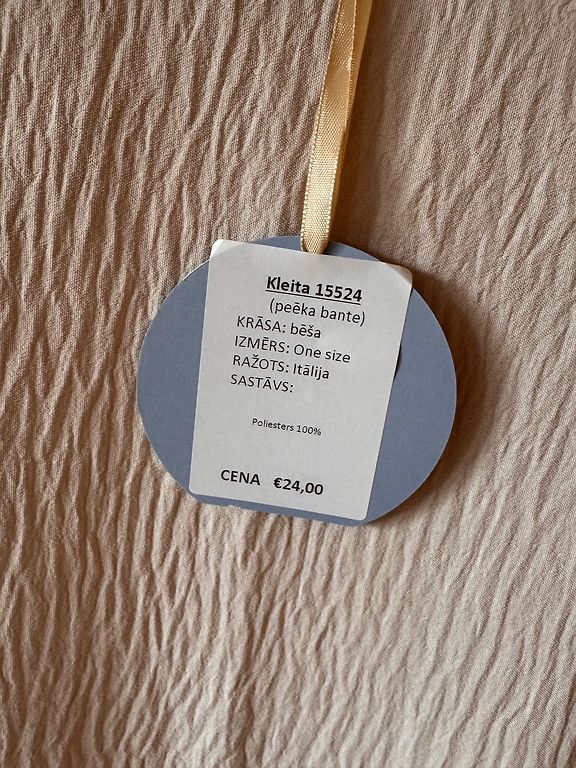 Kleita 15524
(peēka bante)
KRĀSA: bēša
IZMĒRS: One size
RAŽOTS: Itālija
SASTĀVS:
Poliesters 100%
CENA €24,00